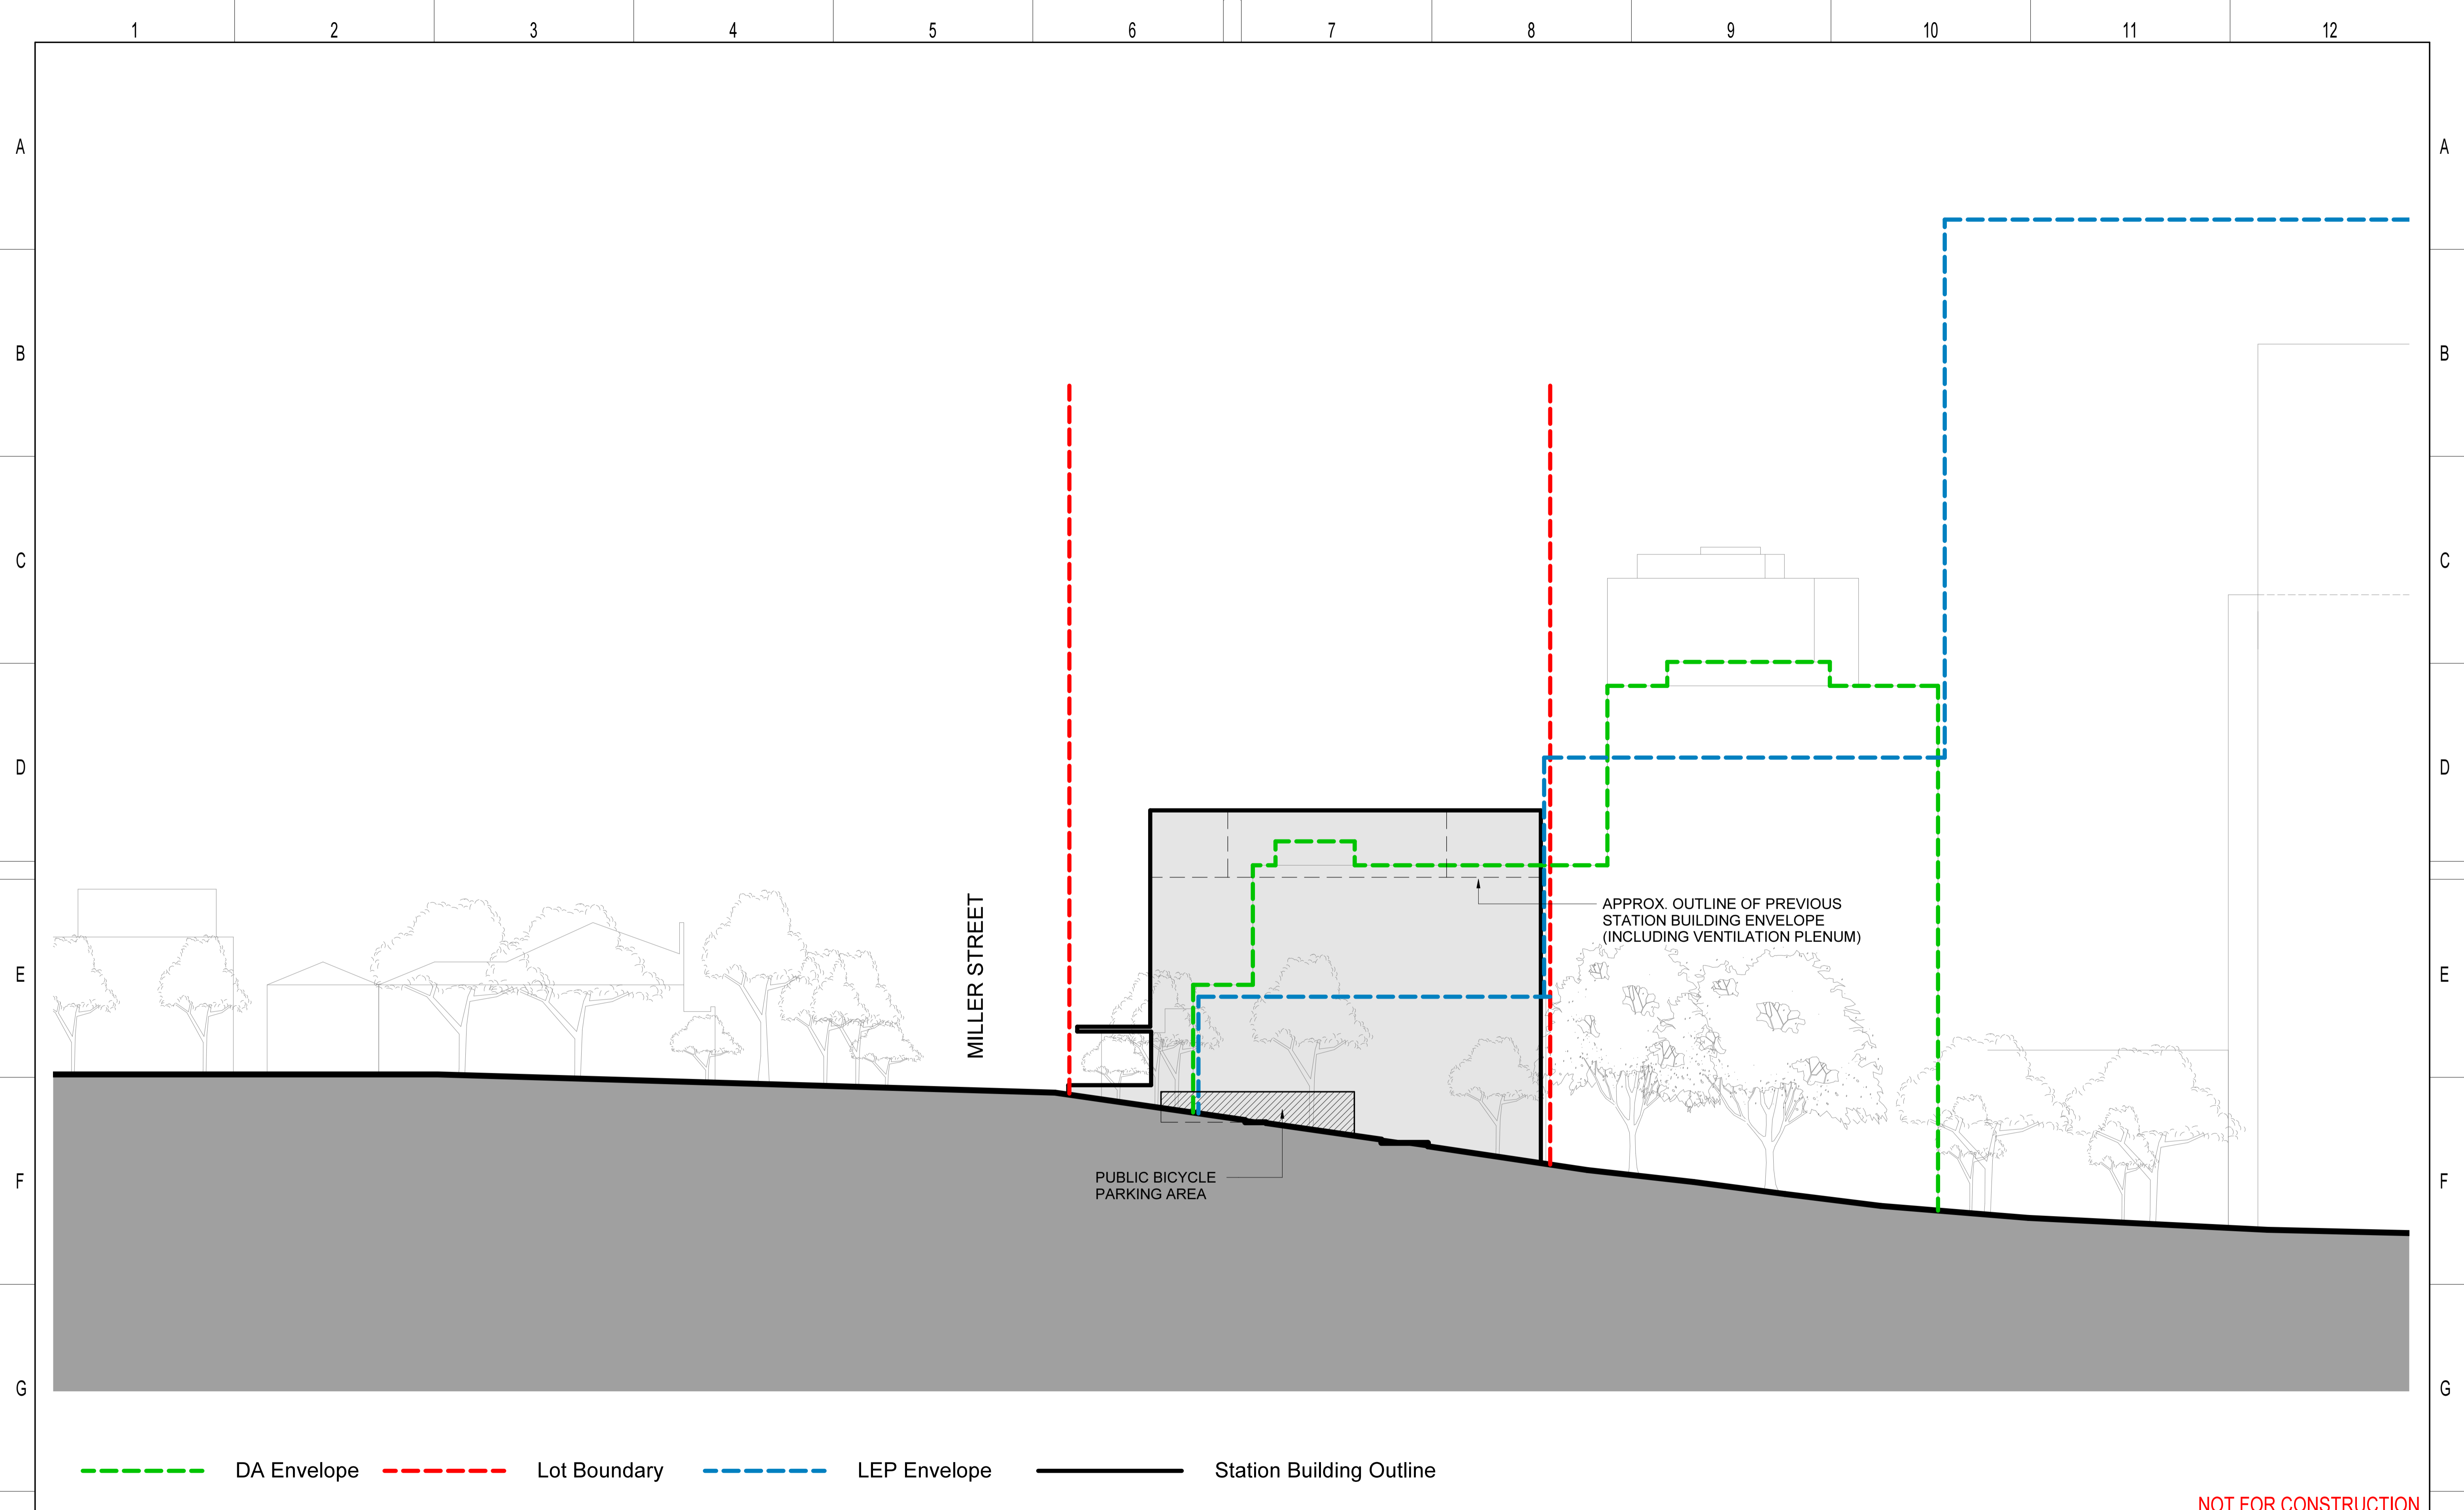 1 2 3 4 5 6 7 8 9 10 11 12
A A
B B
C C
D D
E E
F F
G G
MILLER STREET
APPROX. OUTLINE OF PREVIOUS
STATION BUILDING ENVELOPE
(INCLUDING VENTILATION PLENUM)
PUBLIC BICYCLE
PARKING AREA
DA Envelope Lot Boundary LEP Envelope Station Building Outline
NOT FOR CONSTRUCTION